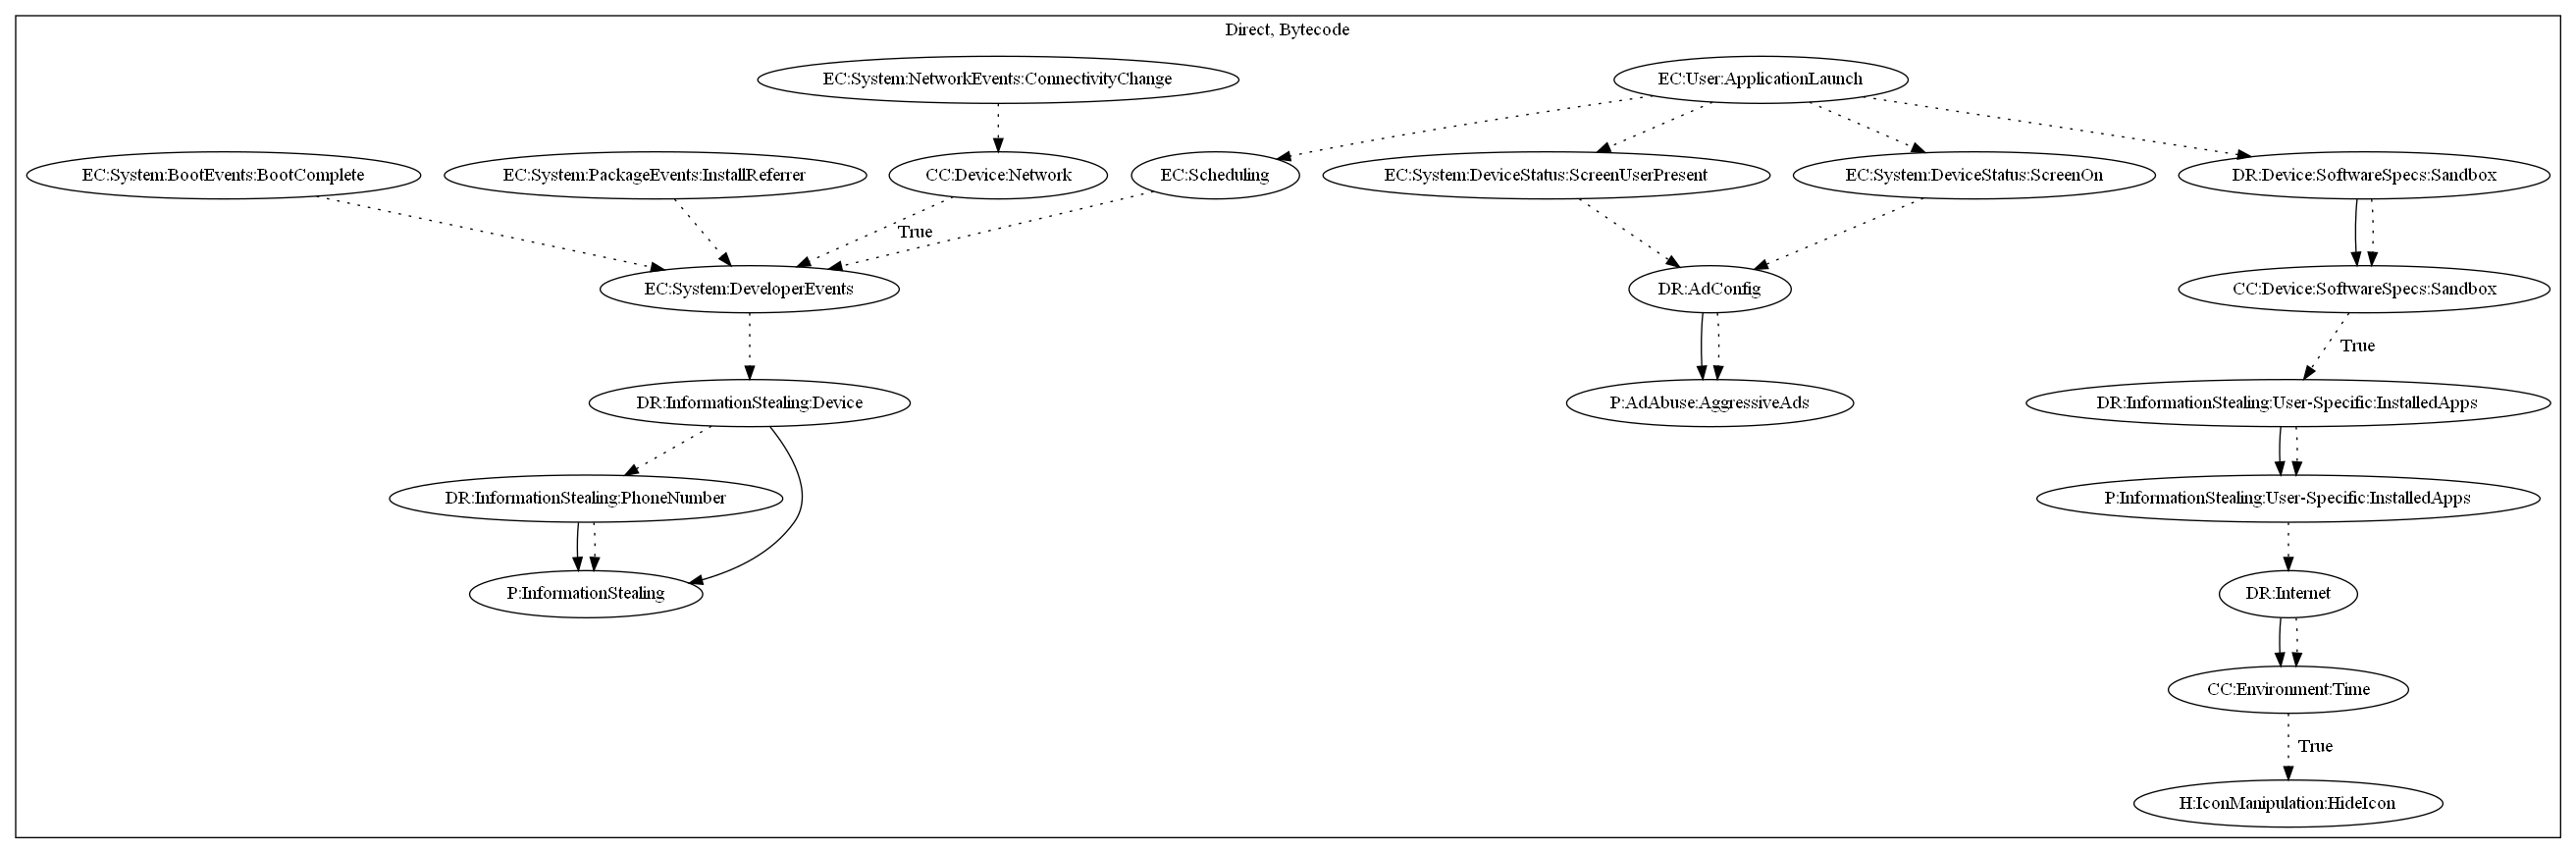 Direct, Bytecode
EC:System:NetworkEvents:ConnectivityChange
EC:User:ApplicationLaunch
EC:System:BootEvents:BootComplete
EC:System:PackageEvents:InstallReferrer
CC:Device:Network
EC:Scheduling
EC:System:DeviceStatus:ScreenUserPresent
EC:System:DeviceStatus:ScreenOn
DR:Device:SoftwareSpecs:Sandbox
True
EC:System:DeveloperEvents
DR:AdConfig
CC:Device:SoftwareSpecs:Sandbox
True
DR:InformationStealing:Device
P:AdAbuse:AggressiveAds
DR:InformationStealing:User-Specific:InstalledApps
DR:InformationStealing:PhoneNumber
P:InformationStealing:User-Specific:InstalledApps
P:InformationStealing
DR:Internet
CC:Environment:Time
True
H:IconManipulation:HideIcon